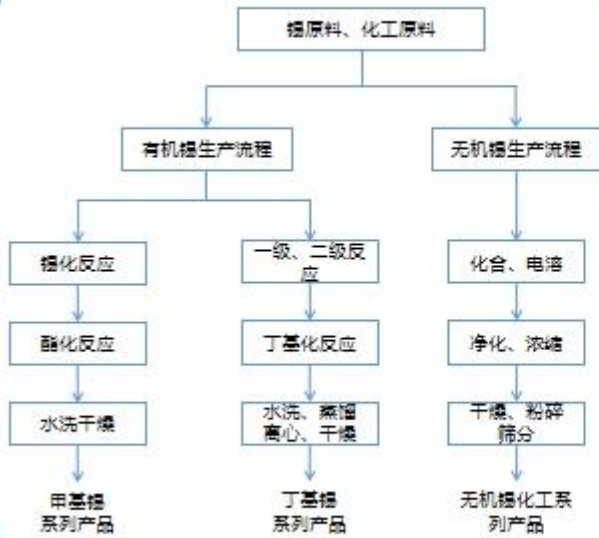 锡原料、化工原料
有机锡生产流程
无机锡生产流程
锡化反应
一级、二级反
应
化合、电溶
酯化反应
丁基化反应
净化、浓缩
水洗干燥
水洗、蒸馏
离心、干燥
干燥、粉碎
筛分
甲基锡
系列产品
丁基锡
系列产品
无机锡化工系
列产品